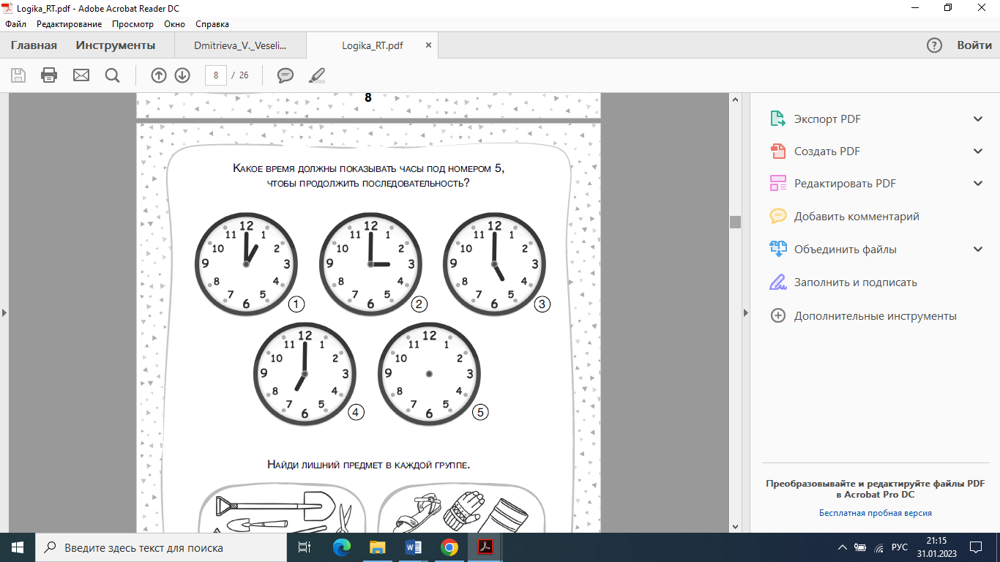 Logika_RT.pdf - Adobe Acrobat Reader DC
Файл Редактирование Просмотр Окно Справка
Главная Инструменты Dmitrieva_V._Veseli... Logika_RT.pdf × Войти
8 / 26
8
Какое время должны показывать часы под номером 5,
чтобы продолжить последовательность?
12 1 2 3 4 5 6 7 8 9 10 11
1
12 1 2 3 4 5 6 7 8 9 10 11
2
12 1 2 3 4 5 6 7 8 9 10 11
3
12 1 2 3 4 5 6 7 8 9 10 11
4
12 1 2 3 4 5 6 7 8 9 10 11
5
Найди лишний предмет в каждой группе.
Экспорт PDF
Создать PDF
Редактировать PDF
Добавить комментарий
Объединить файлы
Заполнить и подписать
Дополнительные инструменты
Преобразовывайте и редактируйте файлы PDF
в Acrobat Pro DC
Бесплатная пробная версия
Введите здесь текст для поиска
РУС
21:15
31.01.2023